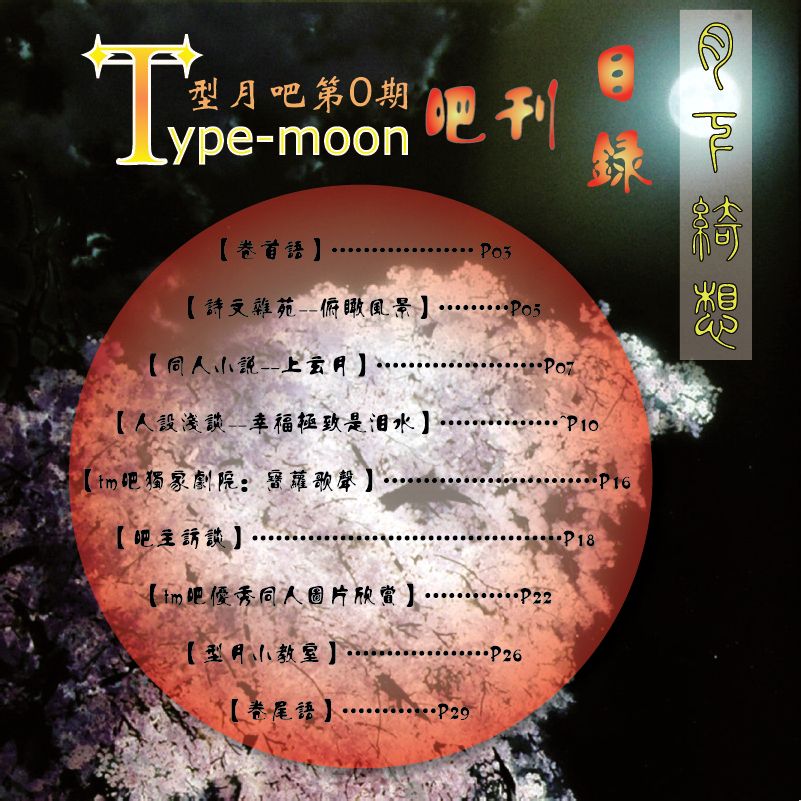 型月吧第0期
Type-moon
吧刊
目録
月下綺想
【卷首語】·················· P03
【詩文雜苑--俯瞰風景】·········P05
【同人小說--上玄月】·····················P07
【人設淺談--幸福極致是泪水】···············^P10
【tm吧獨家劇院：寶蘿歌聲】···························P16
【吧主訪談】·······································P18
【tm吧優秀同人圖片欣賞】············P22
【型月小教室】··················P26
【卷尾語】············P29